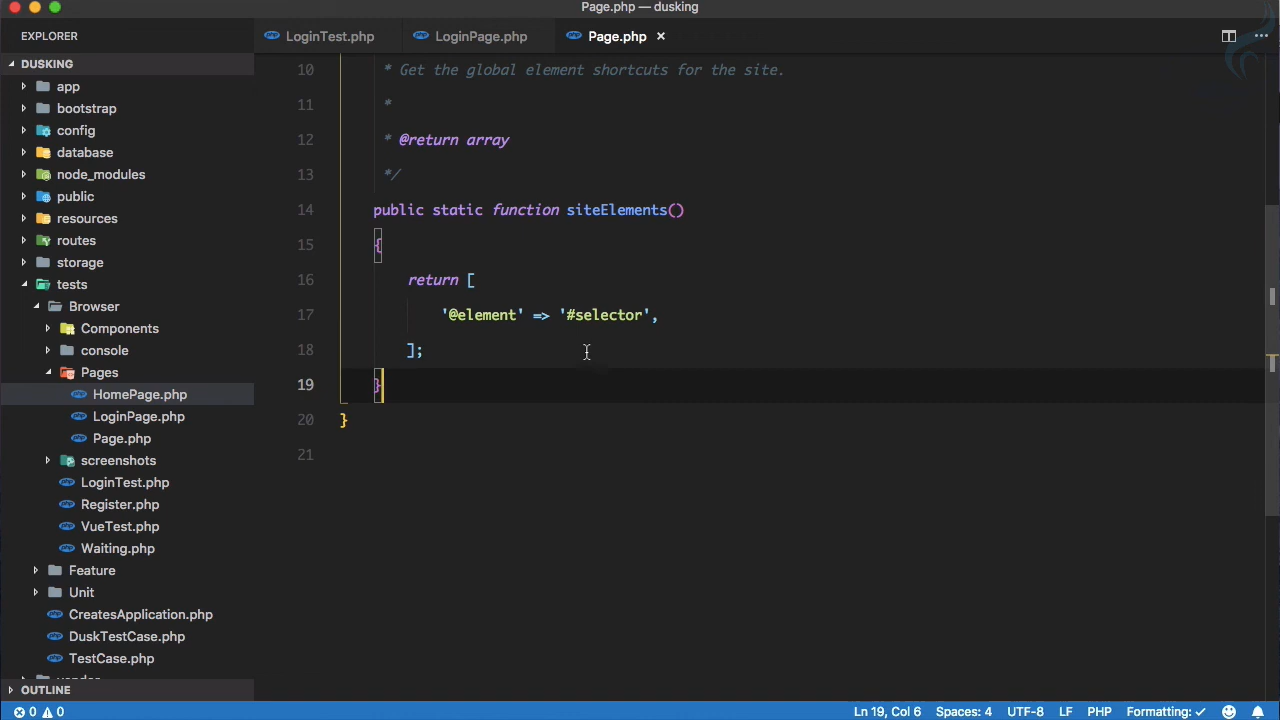 Page.php — dusking
EXPLORER
LoginTest.php
LoginPage.php
Page.php
DUSKING
app
bootstrap
config
database
node_modules
public
resources
routes
storage
tests
Browser
Components
console
Pages
HomePage.php
LoginPage.php
Page.php
screenshots
LoginTest.php
Register.php
VueTest.php
Waiting.php
Feature
Unit
CreatesApplication.php
DuskTestCase.php
TestCase.php
OUTLINE
10 * Get the global element shortcuts for the site.
11 *
12 * @return array
13 */
14 public static function siteElements()
15 {
16 return [
17 '@element' => '#selector',
18 ];
19 }
20 }
21
0 0
Ln 19, Col 6 Spaces: 4 UTF-8 LF PHP Formatting: ✓